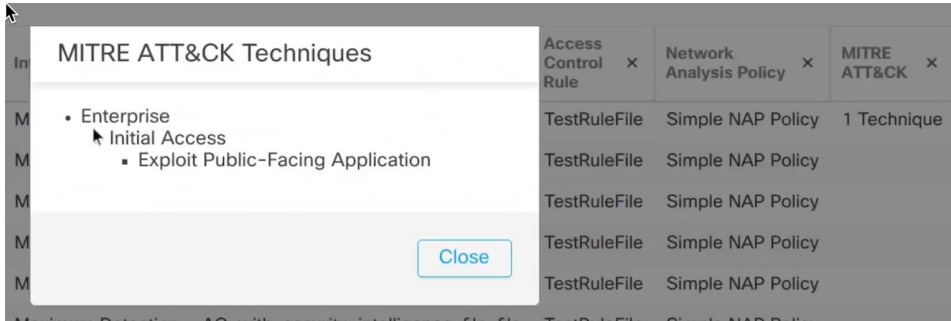 MITRE ATT&CK Techniques
• Enterprise
Initial Access
▪ Exploit Public-Facing Application
Close
Access Control Rule × Network Analysis Policy × MITRE ATT&CK ×
TestRuleFile Simple NAP Policy 1 Technique
TestRuleFile Simple NAP Policy
TestRuleFile Simple NAP Policy
TestRuleFile Simple NAP Policy
TestRuleFile Simple NAP Policy